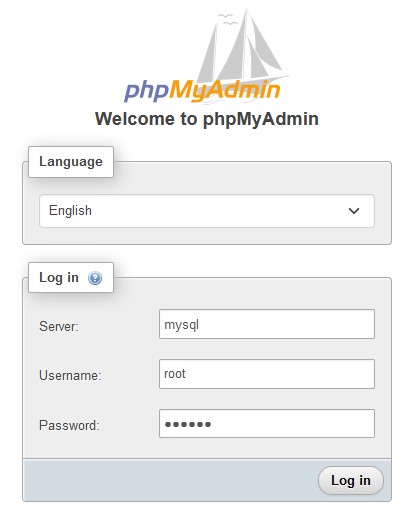 phpMyAdmin
Welcome to phpMyAdmin
Language
English
Log in
Server: mysql
Username: root
Password: ••••••
Log in